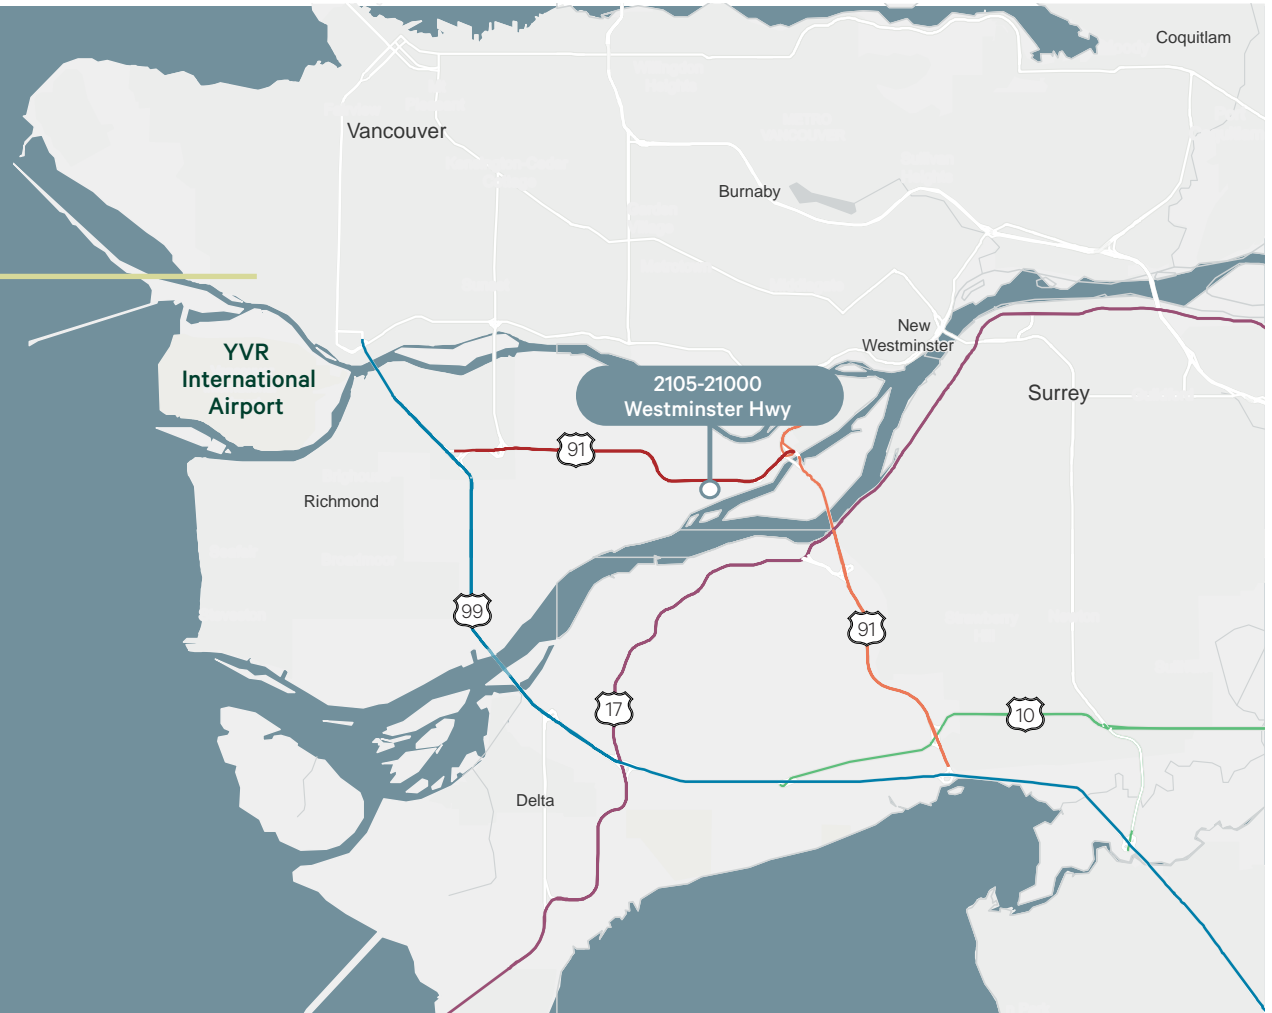 Coquitlam
Vancouver
Burnaby
New
Westminster
YVR
International
Airport
2105-21000
Westminster Hwy
Surrey
91
Richmond
99
91
17
10
Delta